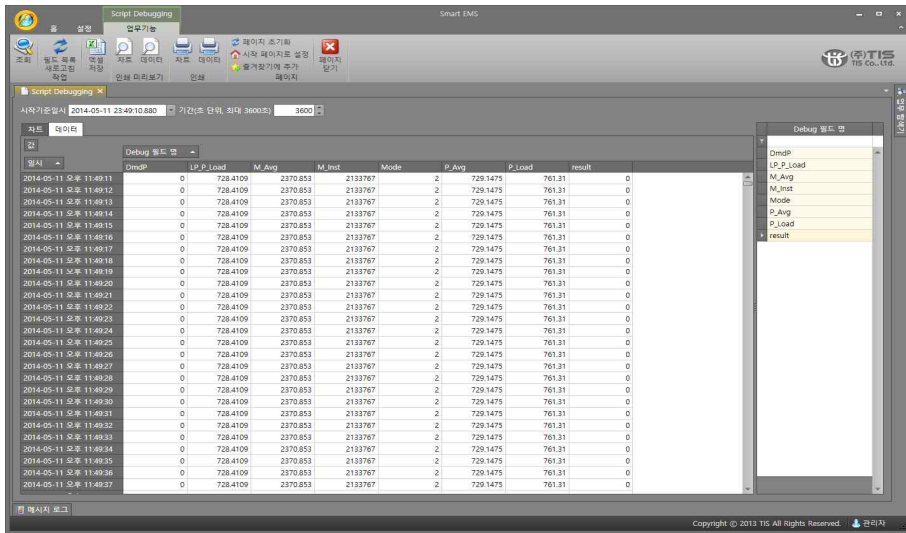 Script Debugging
Smart EMS
홈 설정 업무기능
조회 필드 목록 새로고침 엑셀 저장 차트 데이터 차트 데이터 페이지 초기화 시작 페이지로 설정 즐겨찾기에 추가 페이지 닫기
작업 인쇄 미리보기 인쇄 페이지
(주)TIS
TIS Co., Ltd.
Script Debugging
시작기준일시 2014-05-11 23:49:10.880 기간(초 단위, 최대 3600초) 3600
차트 데이터
값
Debug 필드 명
일시
DmdP LP_P_Load M_Avg M_Inst Mode P_Avg P_Load result
2014-05-11 오후 11:49:11 0 728.4109 2370.853 2133767 2 729.1475 761.31 0
2014-05-11 오후 11:49:12 0 728.4109 2370.853 2133767 2 729.1475 761.31 0
2014-05-11 오후 11:49:13 0 728.4109 2370.853 2133767 2 729.1475 761.31 0
2014-05-11 오후 11:49:14 0 728.4109 2370.853 2133767 2 729.1475 761.31 0
2014-05-11 오후 11:49:15 0 728.4109 2370.853 2133767 2 729.1475 761.31 0
2014-05-11 오후 11:49:16 0 728.4109 2370.853 2133767 2 729.1475 761.31 0
2014-05-11 오후 11:49:17 0 728.4109 2370.853 2133767 2 729.1475 761.31 0
2014-05-11 오후 11:49:18 0 728.4109 2370.853 2133767 2 729.1475 761.31 0
2014-05-11 오후 11:49:19 0 728.4109 2370.853 2133767 2 729.1475 761.31 0
2014-05-11 오후 11:49:20 0 728.4109 2370.853 2133767 2 729.1475 761.31 0
2014-05-11 오후 11:49:21 0 728.4109 2370.853 2133767 2 729.1475 761.31 0
2014-05-11 오후 11:49:22 0 728.4109 2370.853 2133767 2 729.1475 761.31 0
2014-05-11 오후 11:49:23 0 728.4109 2370.853 2133767 2 729.1475 761.31 0
2014-05-11 오후 11:49:24 0 728.4109 2370.853 2133767 2 729.1475 761.31 0
2014-05-11 오후 11:49:25 0 728.4109 2370.853 2133767 2 729.1475 761.31 0
2014-05-11 오후 11:49:26 0 728.4109 2370.853 2133767 2 729.1475 761.31 0
2014-05-11 오후 11:49:27 0 728.4109 2370.853 2133767 2 729.1475 761.31 0
2014-05-11 오후 11:49:28 0 728.4109 2370.853 2133767 2 729.1475 761.31 0
2014-05-11 오후 11:49:29 0 728.4109 2370.853 2133767 2 729.1475 761.31 0
2014-05-11 오후 11:49:30 0 728.4109 2370.853 2133767 2 729.1475 761.31 0
2014-05-11 오후 11:49:31 0 728.4109 2370.853 2133767 2 729.1475 761.31 0
2014-05-11 오후 11:49:32 0 728.4109 2370.853 2133767 2 729.1475 761.31 0
2014-05-11 오후 11:49:33 0 728.4109 2370.853 2133767 2 729.1475 761.31 0
2014-05-11 오후 11:49:34 0 728.4109 2370.853 2133767 2 729.1475 761.31 0
2014-05-11 오후 11:49:35 0 728.4109 2370.853 2133767 2 729.1475 761.31 0
2014-05-11 오후 11:49:36 0 728.4109 2370.853 2133767 2 729.1475 761.31 0
2014-05-11 오후 11:49:37 0 728.4109 2370.853 2133767 2 729.1475 761.31 0
Debug 필드 명
DmdP
LP_P_Load
M_Avg
M_Inst
Mode
P_Avg
P_Load
result
업무 탐색기
메시지 로그
Copyright ⓒ 2013 TIS All Rights Reserved. 관리자